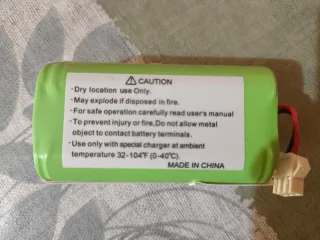 ⚠ CAUTION
·Dry location use Only.
·May explode if disposed in fire.
·For safe operation carefully read user's manual
·To prevent injury or fire,Do not allow metal
object to contact battery terminals.
·Use only with special charger at ambient
temperature 32-104℉ (0-40℃).
MADE IN CHINA